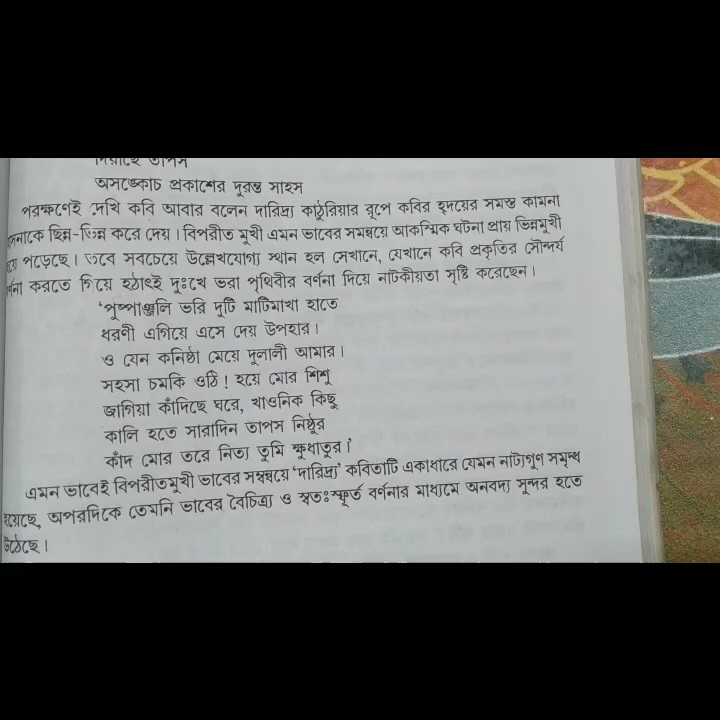 দিয়াছে তাপস
অসঙ্কোচ প্রকাশের দুরন্ত সাহস
পরক্ষণেই দেখি কবি আবার বলেন দারিদ্র্য কাঠুরিয়ার রূপে কবির হৃদয়ের সমস্ত কামনা
ছিন্ন-ভিন্ন করে দেয়। বিপরীত মুখী এমন ভাবের সমন্বয়ে আকস্মিক ঘটনা প্রায় ভিন্নমুখী
পড়েছে। তবে সবচেয়ে উল্লেখযোগ্য স্থান হল সেখানে, যেখানে কবি প্রকৃতির সৌন্দর্য
করতে গিয়ে হঠাৎই দুঃখে ভরা পৃথিবীর বর্ণনা দিয়ে নাটকীয়তা সৃষ্টি করেছেন।
'পুষ্পাঞ্জলি ভরি দুটি মাটিমাখা হাতে
ধরণী এগিয়ে এসে দেয় উপহার।
ও যেন কনিষ্ঠা মেয়ে দুলালী আমার।
সহসা চমকি ওঠি! হয়ে মোর শিশু
জাগিয়া কাঁদিছে ঘরে, খাওনিক কিছু
কালি হতে সারাদিন তাপস নিষ্ঠুর
কাঁদ মোর তরে নিত্য তুমি ক্ষুধাতুর।'
এমন ভাবেই বিপরীতমুখী ভাবের সমন্বয়ে 'দারিদ্র্য' কবিতাটি একাধারে যেমন নাট্যগুণ সমৃদ্ধ
হয়েছে, অপরদিকে তেমনি ভাবের বৈচিত্র্য ও স্বতঃস্ফূর্ত বর্ণনার মাধ্যমে অনবদ্য সুন্দর হতে
উঠেছে।